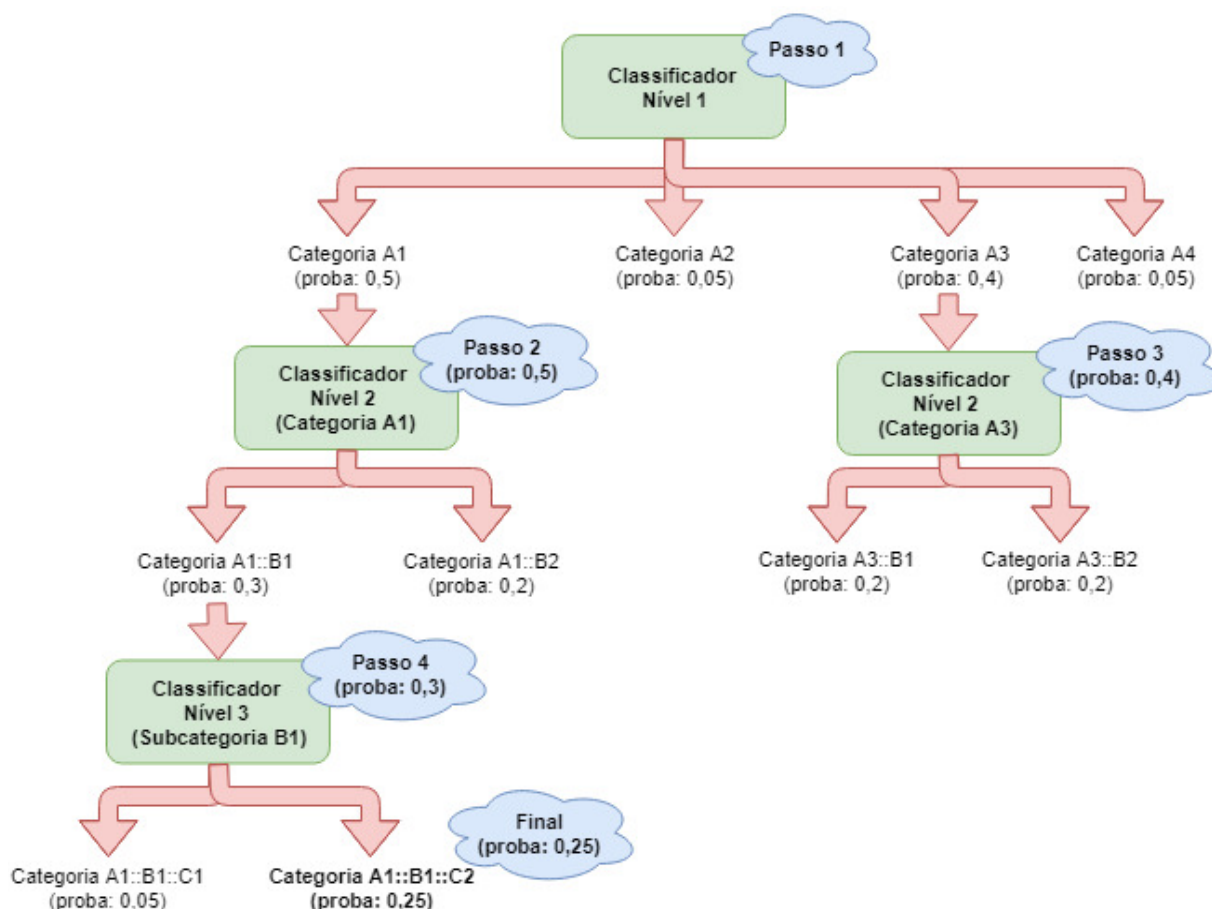 Passo 1
Classificador
Nível 1
Categoria A1
(proba: 0,5)
Categoria A2
(proba: 0,05)
Categoria A3
(proba: 0,4)
Categoria A4
(proba: 0,05)
Passo 2
(proba: 0,5)
Classificador
Nível 2
(Categoria A1)
Passo 3
(proba: 0,4)
Classificador
Nível 2
(Categoria A3)
Categoria A1::B1
(proba: 0,3)
Categoria A1::B2
(proba: 0,2)
Categoria A3::B1
(proba: 0,2)
Categoria A3::B2
(proba: 0,2)
Passo 4
(proba: 0,3)
Classificador
Nível 3
(Subcategoria B1)
Final
(proba: 0,25)
Categoria A1::B1::C1
(proba: 0,05)
Categoria A1::B1::C2
(proba: 0,25)